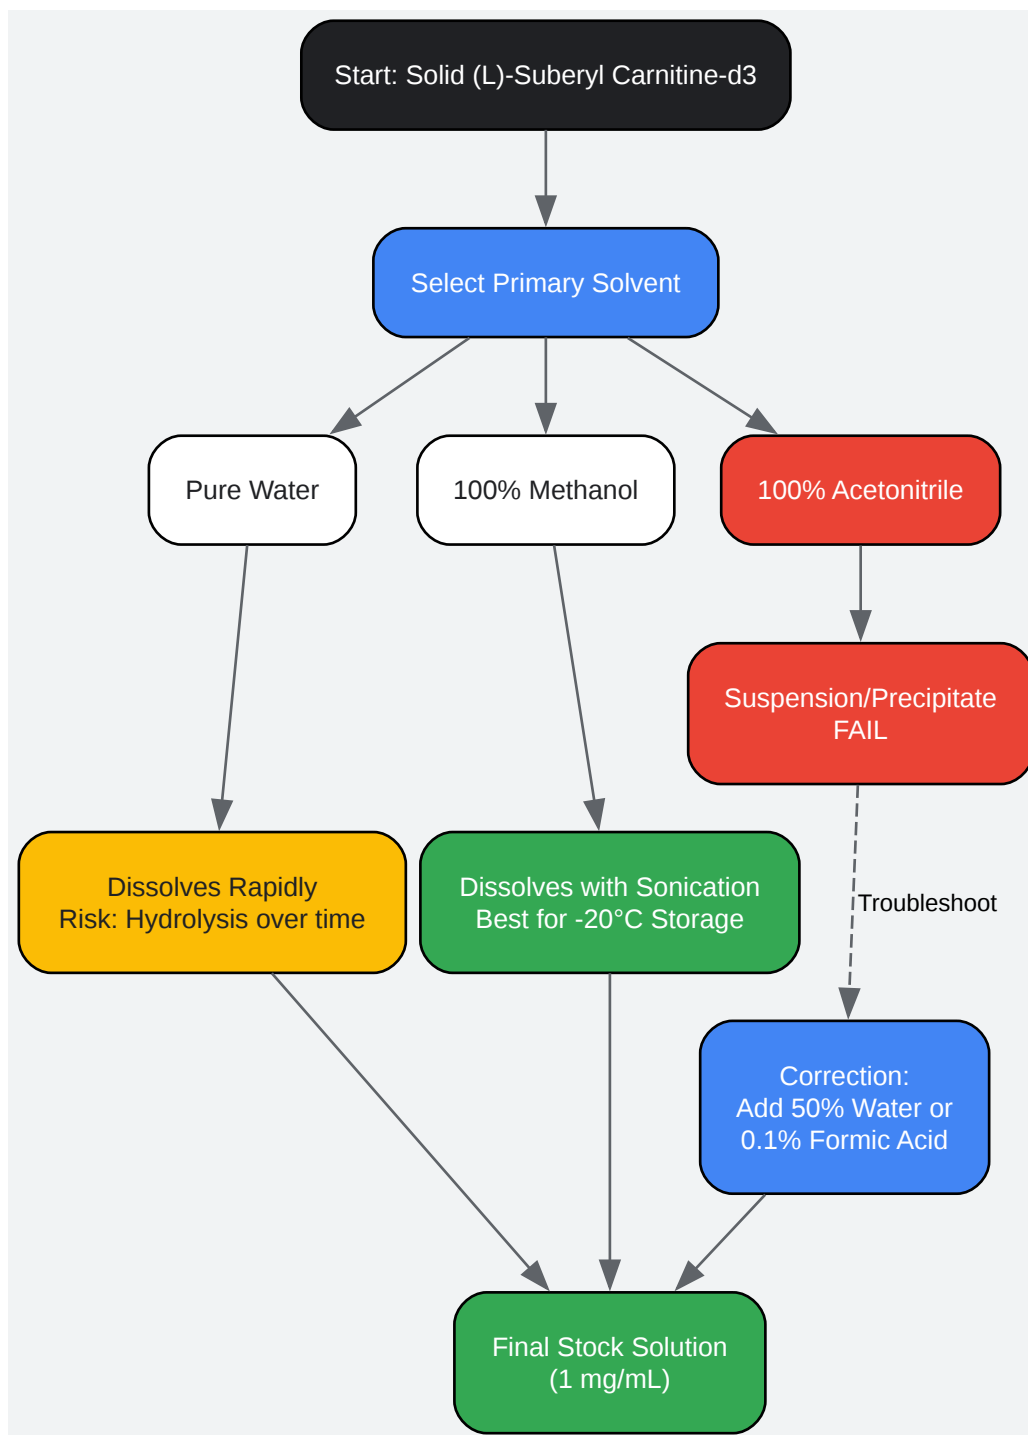 Start: Solid (L)-Suberyl Carnitine-d3
Select Primary Solvent
Pure Water
100% Methanol
100% Acetonitrile
Suspension/Precipitate
FAIL
Dissolves Rapidly
Risk: Hydrolysis over time
Dissolves with Sonication
Best for -20°C Storage
Troubleshoot
Correction:
Add 50% Water or
0.1% Formic Acid
Final Stock Solution
(1 mg/mL)